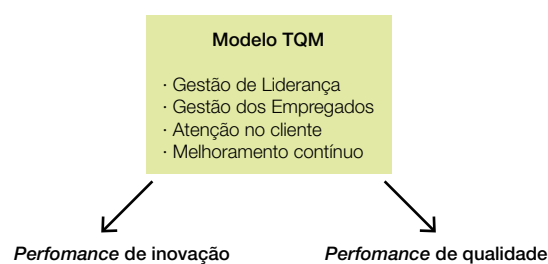 Modelo TQM
· Gestão de Liderança
· Gestão dos Empregados
· Atenção no cliente
· Melhoramento contínuo
Perfomance de inovação
Perfomance de qualidade